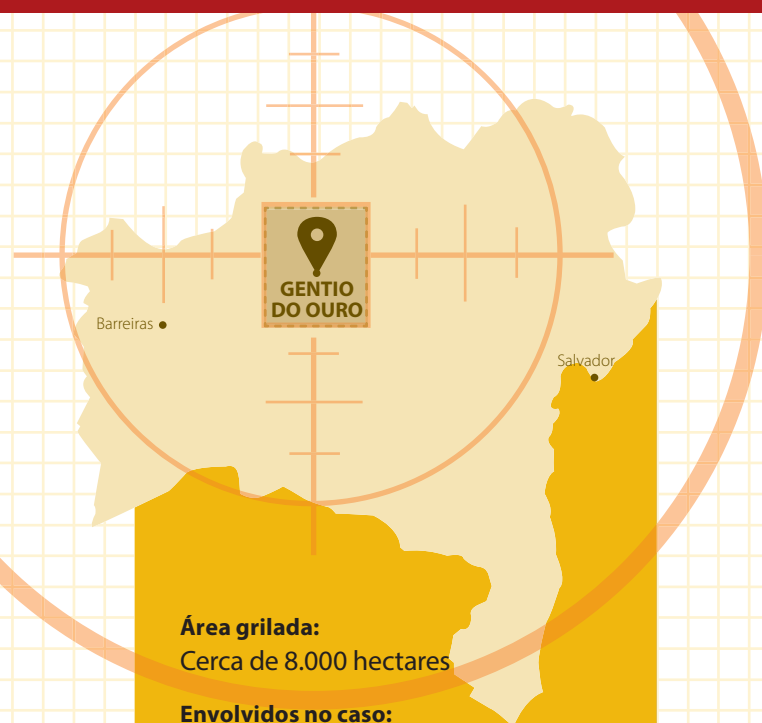 GENTIO
DO OURO
Barreiras
Salvador
Área grilada:
Cerca de 8.000 hectares
Envolvidos no caso: